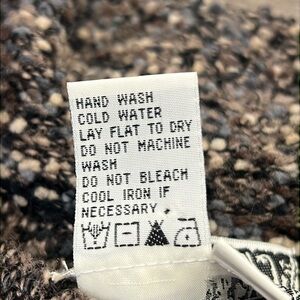 HAND WASH
COLD WATER
LAY FLAT TO DRY
DO NOT MACHINE
WASH
DO NOT BLEACH
COOL IRON IF
NECESSARY.